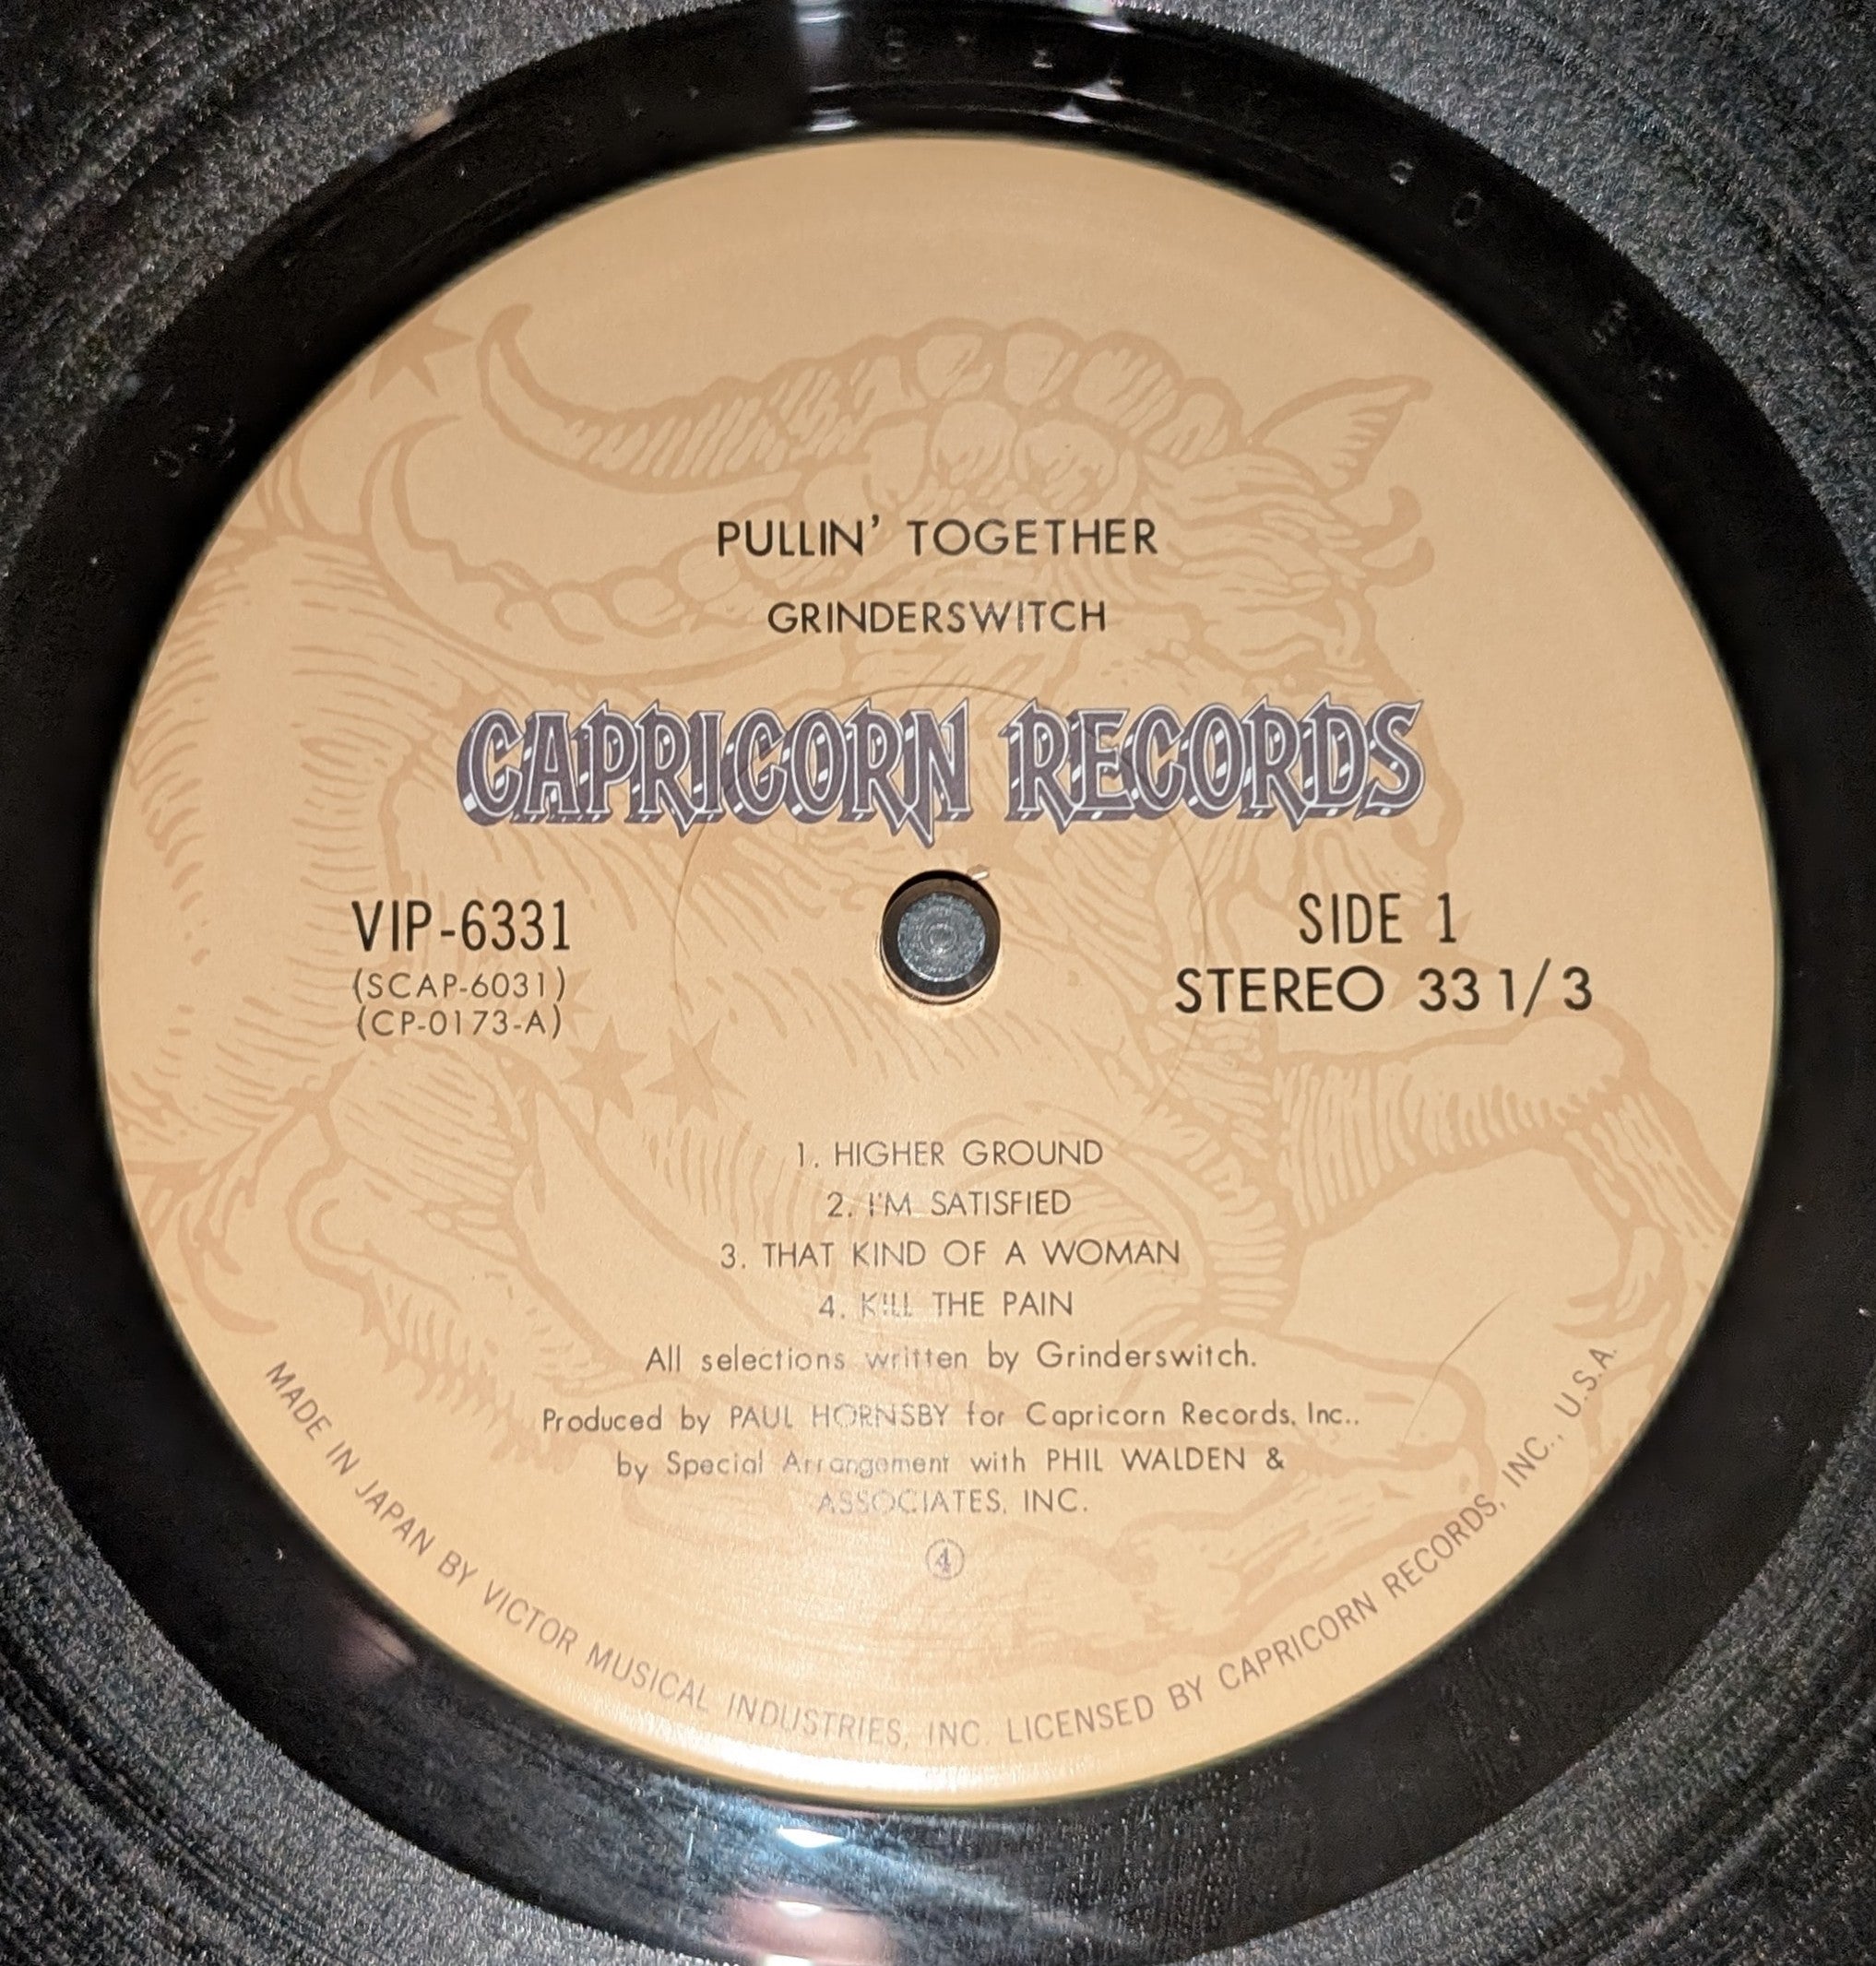 PULLIN' TOGETHER
GRINDERSWITCH
CAPRICORN RECORDS
VIP-6331
(SCAP-6031)
(CP-0173-A)
SIDE 1
STEREO 33 1/3
1. HIGHER GROUND
2. I'M SATISFIED
3. THAT KIND OF A WOMAN
4. KILL THE PAIN
All selections written by Grinderswitch.
Produced by PAUL HORNSBY for Capricorn Records, Inc.,
by Special Arrangement with PHIL WALDEN &
ASSOCIATES, INC.
④
MADE IN JAPAN BY VICTOR MUSICAL INDUSTRIES, INC. LICENSED BY CAPRICORN RECORDS, INC., U.S.A.